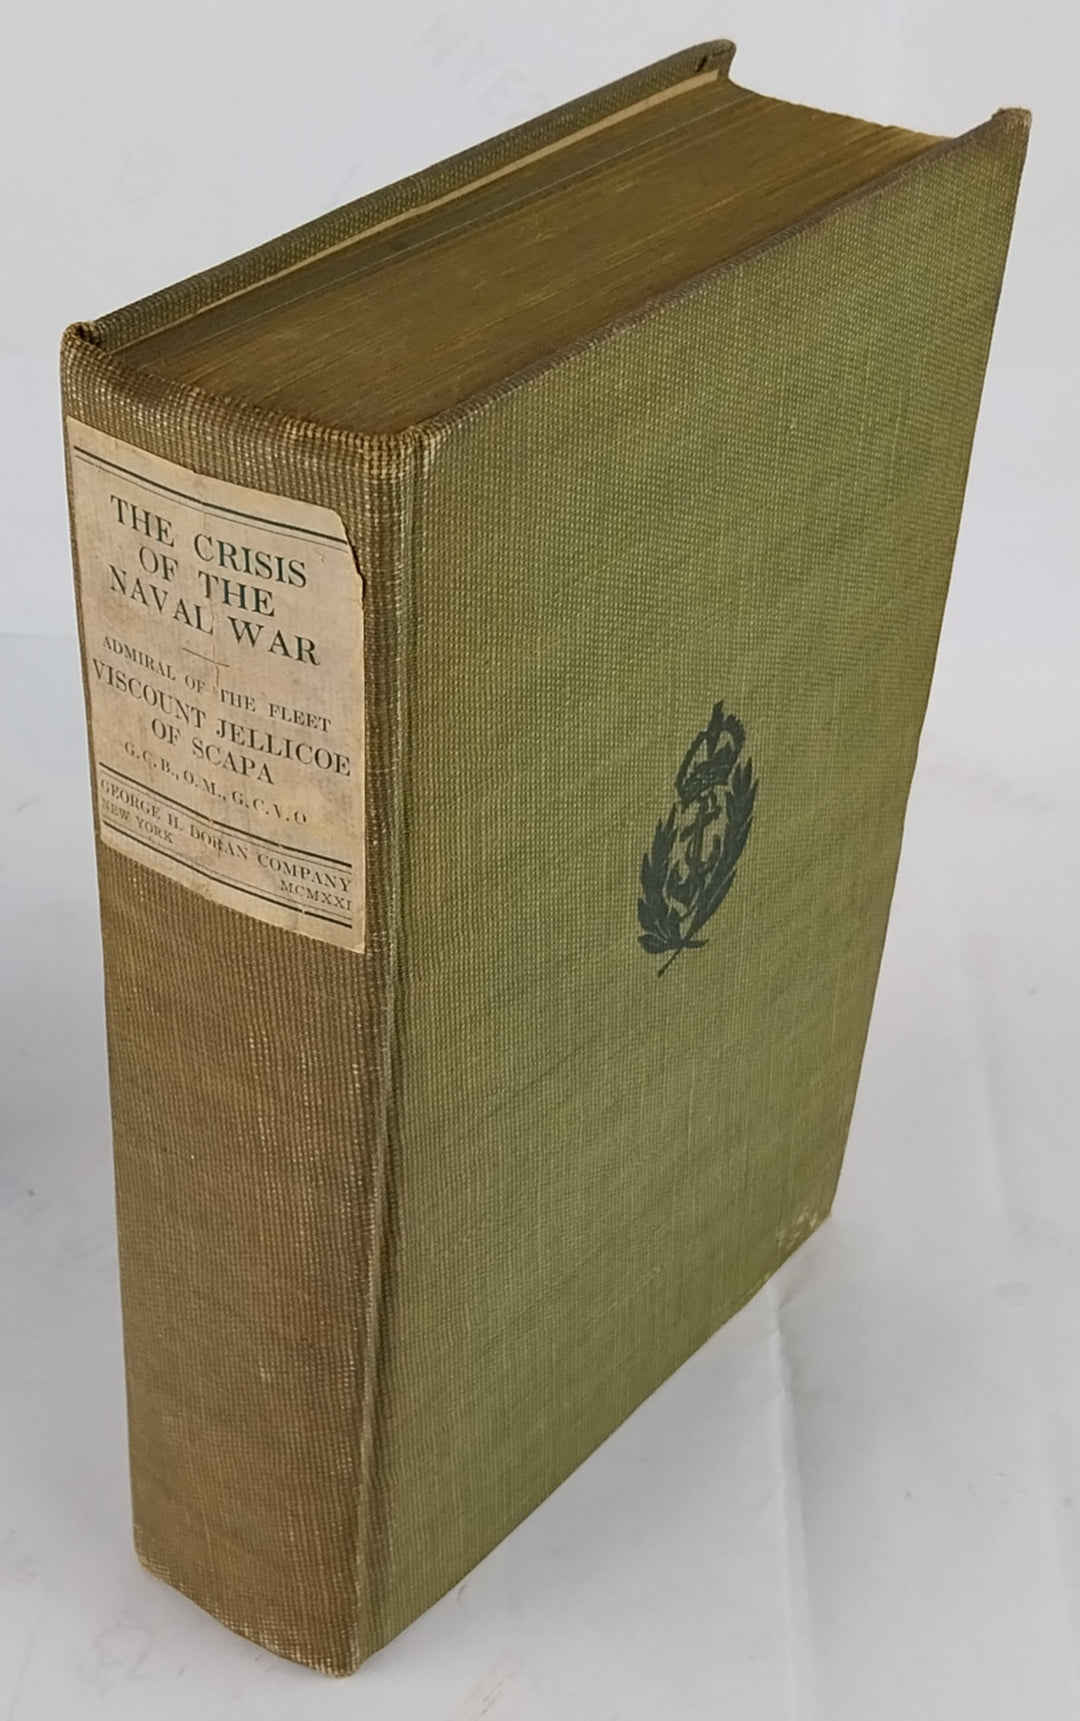 THE CRISIS
OF THE
NAVAL WAR
ADMIRAL OF THE FLEET
VISCOUNT JELLICOE
OF SCAPA
G.C.B., O.M., G.C.V.O
GEORGE H. DORAN COMPANY
NEW YORK MCMXXI